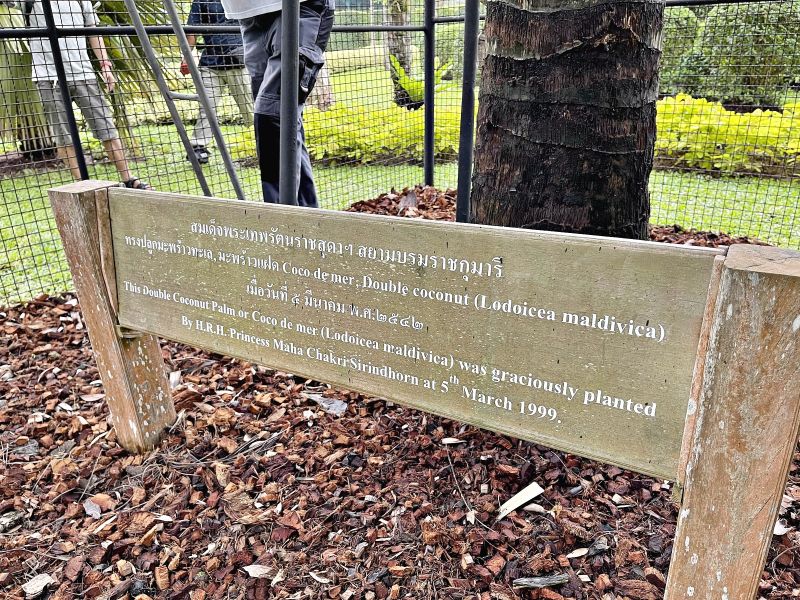 สมเด็จพระเทพรัตนราชสุดาฯ สยามบรมราชกุมารี
ทรงปลูกมะพร้าวทะเล, มะพร้าวแฝด Coco de mer, Double coconut (Lodoicea maldivica)
เมื่อวันที่ ๕ มีนาคม พ.ศ.๒๕๔๒
This Double Coconut Palm or Coco de mer (Lodoicea maldivica) was graciously planted
By H.R.H. Princess Maha Chakri Sirindhorn at 5th March 1999.